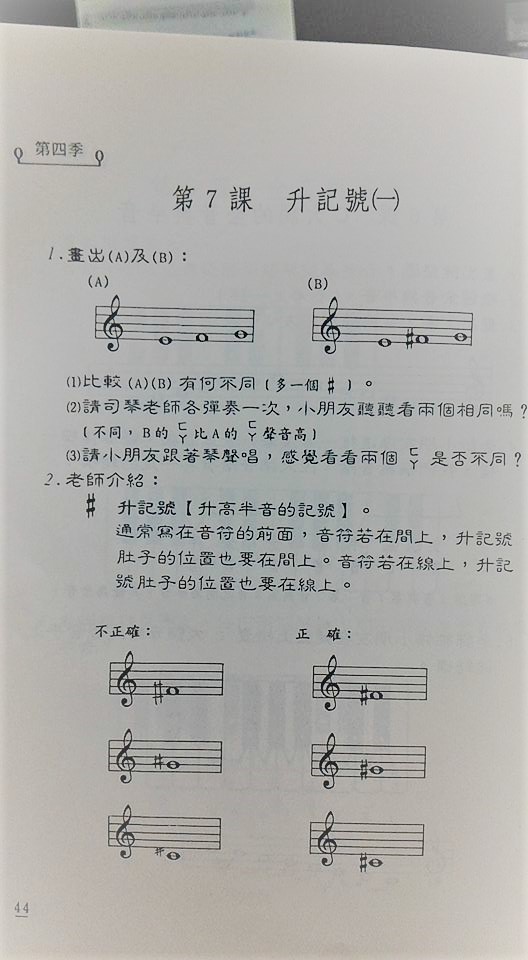 第四季
第7課 升記號㈠
1.畫出(A)及(B):
(A) (B)
⑴比較(A)(B)有何不同(多一個♯)。
⑵請司琴老師各彈奏一次,小朋友聽聽看兩個相同嗎?
(不同,B的ㄈㄚ比A的ㄈㄚ聲音高)
⑶請小朋友跟著琴聲唱,感覺看看兩個ㄈㄚ是否不同?
2.老師介紹:
♯ 升記號【升高半音的記號】。
通常寫在音符的前面,音符若在間上,升記號
肚子的位置也要在間上。音符若在線上,升記
號肚子的位置也要在線上。
不正確: 正 確:
44